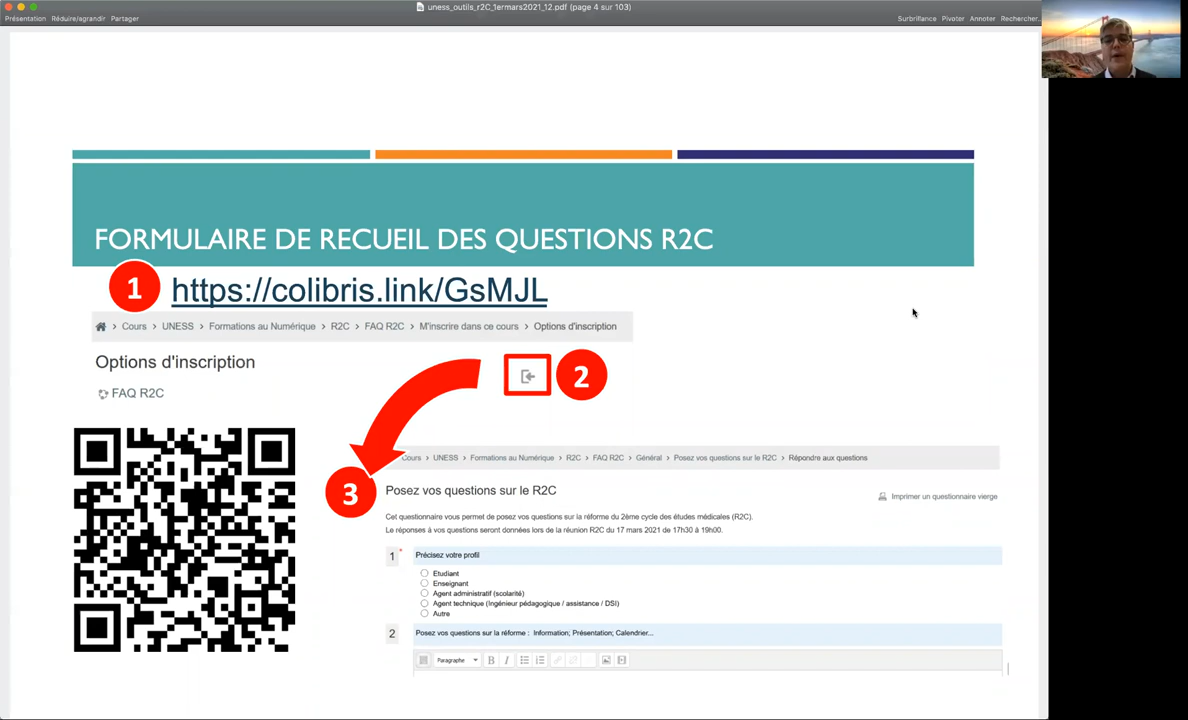 uness_outils_r2C_1ermars2021_12.pdf (page 4 sur 103)
Présentation Réduire/agrandir Partager
Surbrillance Pivoter Annoter Rechercher...
FORMULAIRE DE RECUEIL DES QUESTIONS R2C
1 https://colibris.link/GsMJL
> Cours > UNESS > Formations au Numérique > R2C > FAQ R2C > M'inscrire dans ce cours > Options d'inscription
Options d'inscription
2
FAQ R2C
Cours > UNESS > Formations au Numérique > R2C > FAQ R2C > Général > Posez vos questions sur le R2C > Répondre aux questions
3
Posez vos questions sur le R2C
Imprimer un questionnaire vierge
Cet questionnaire vous permet de posez vos questions sur la réforme du 2ème cycle des études médicales (R2C).
Le réponses à vos questions seront données lors de la réunion R2C du 17 mars 2021 de 17h30 à 19h00.
1 * Précisez votre profil
Etudiant
Enseignant
Agent administratif (scolarité)
Agent technique (Ingénieur pédagogique / assistance / DSI)
Autre
2 Posez vos questions sur la réforme : Information; Présentation; Calendrier...
Paragraphe B I